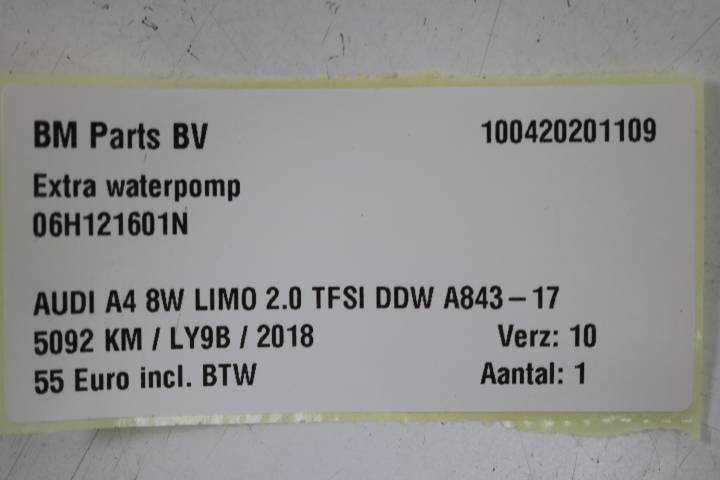 BM Parts BV 100420201109
Extra waterpomp
06H121601N
AUDI A4 8W LIMO 2.0 TFSI DDW A843-17
5092 KM / LY9B / 2018 Verz: 10
55 Euro incl. BTW Aantal: 1